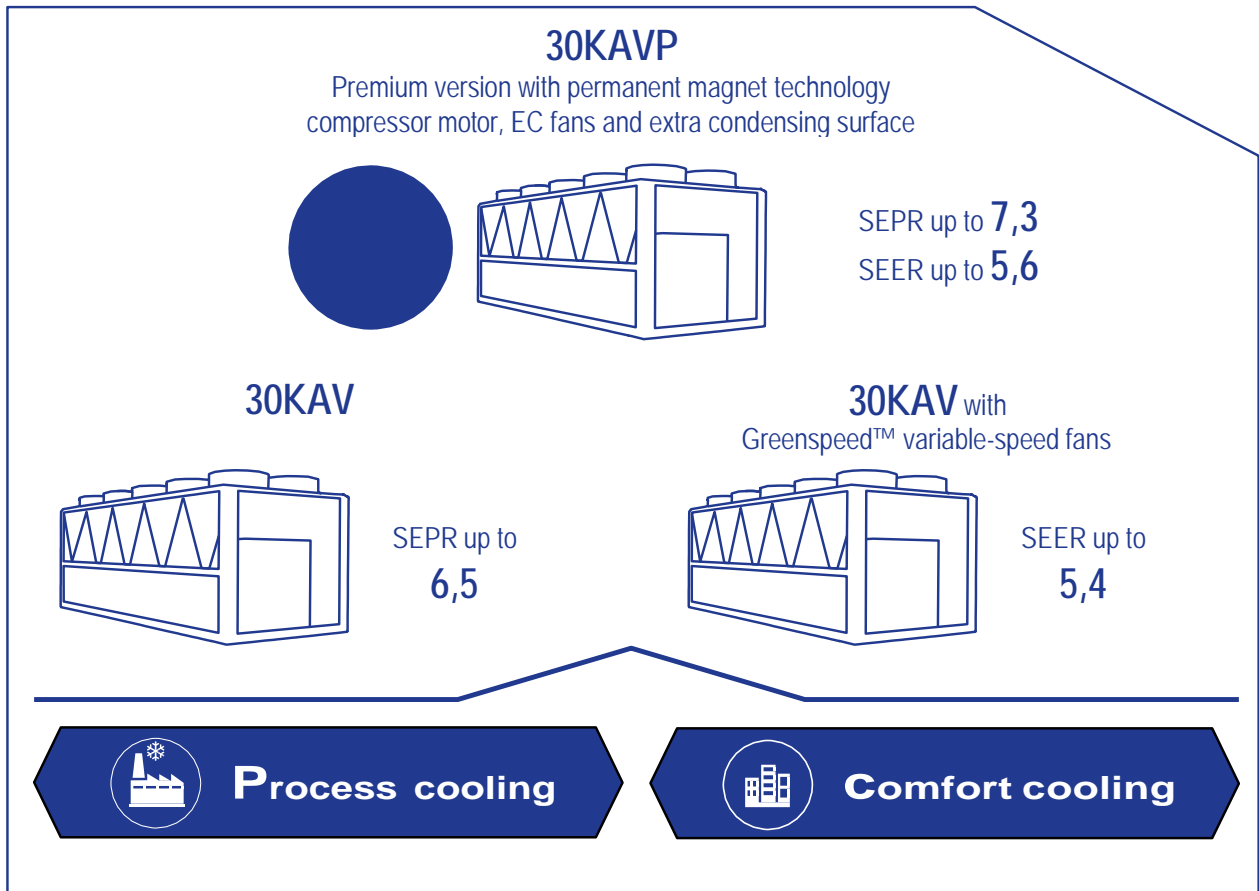 30KAVP
Premium version with permanent magnet technology
compressor motor, EC fans and extra condensing surface
SEPR up to 7,3
SEER up to 5,6
30KAV
SEPR up to
6,5
30KAV with
Greenspeed™ variable-speed fans
SEER up to
5,4
Process cooling
Comfort cooling